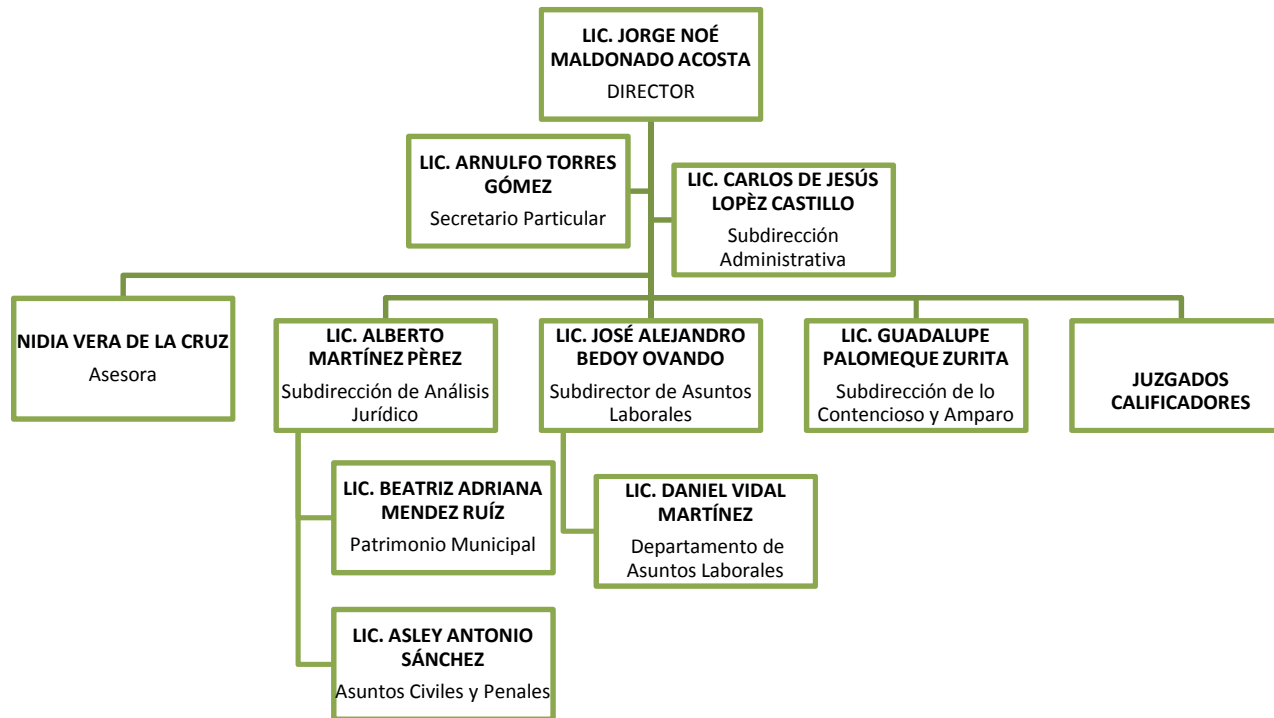 LIC. JORGE NOÉ
MALDONADO ACOSTA
DIRECTOR
LIC. ARNULFO TORRES
GÓMEZ
Secretario Particular
LIC. CARLOS DE JESÚS
LOPÈZ CASTILLO
Subdirección
Administrativa
NIDIA VERA DE LA CRUZ
Asesora
LIC. ALBERTO
MARTÍNEZ PÈREZ
Subdirección de Análisis
Jurídico
LIC. JOSÉ ALEJANDRO
BEDOY OVANDO
Subdirector de Asuntos
Laborales
LIC. GUADALUPE
PALOMEQUE ZURITA
Subdirección de lo
Contencioso y Amparo
JUZGADOS
CALIFICADORES
LIC. BEATRIZ ADRIANA
MENDEZ RUÍZ
Patrimonio Municipal
LIC. DANIEL VIDAL
MARTÍNEZ
Departamento de
Asuntos Laborales
LIC. ASLEY ANTONIO
SÁNCHEZ
Asuntos Civiles y Penales